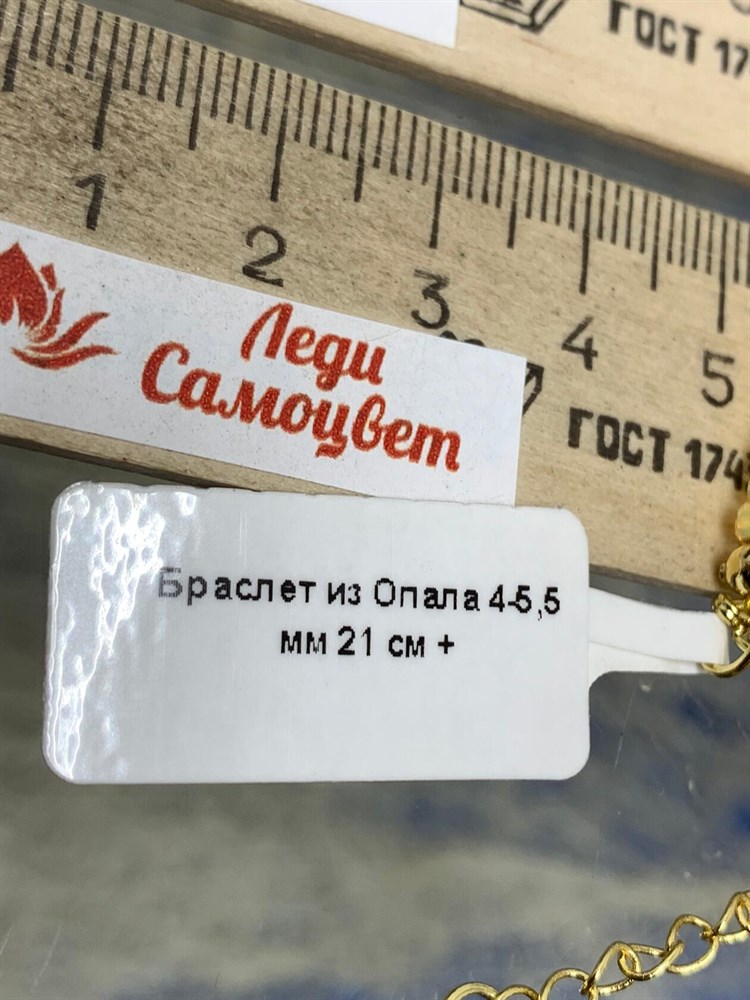 ГОСТ 17
1 2 3 4 5
Леди
Самоцвет
ГОСТ 174
Браслет из Опала 4-5,5
мм 21 см +